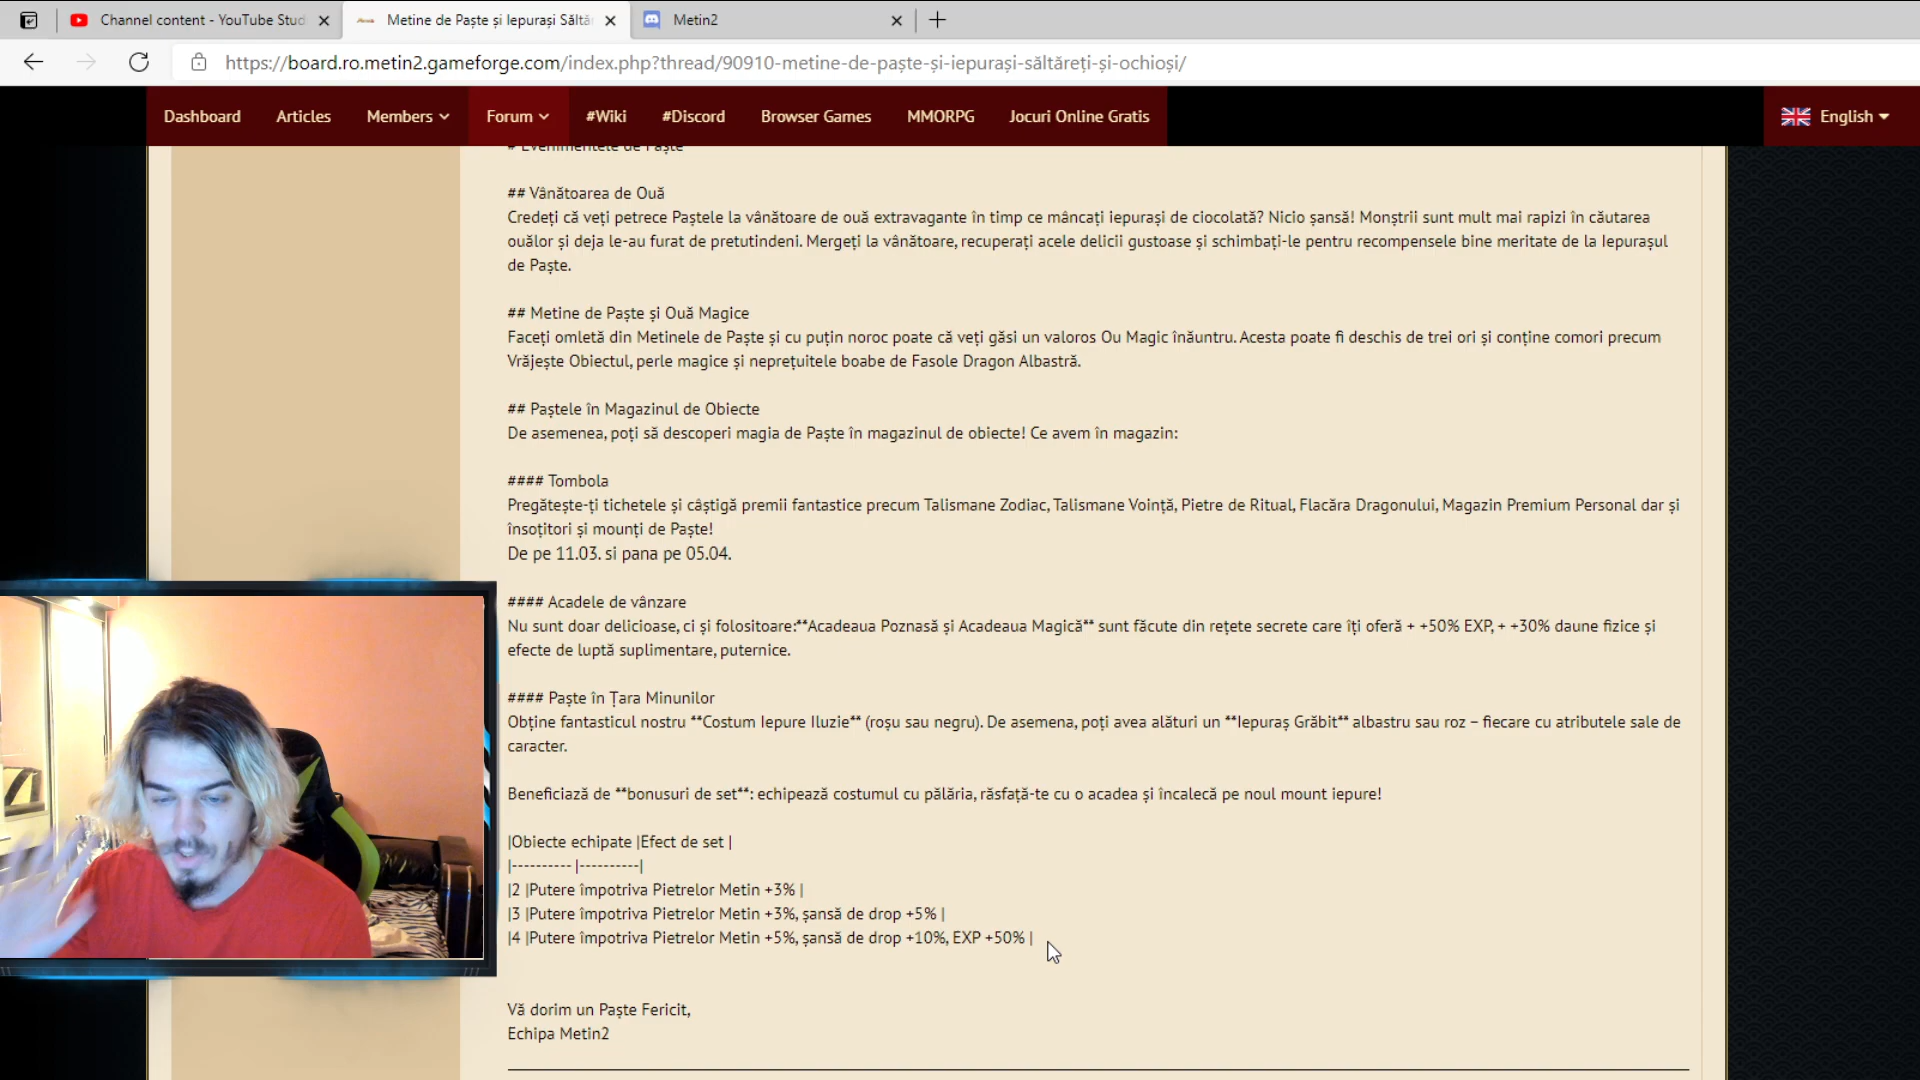 Channel content - YouTube Stud
Metine de Paște și Iepurași Săltă
Metin2
https://board.ro.metin2.gameforge.com/index.php?thread/90910-metine-de-paște-și-iepurași-săltăreți-și-ochioși/
Dashboard
Articles
Members
Forum
#Wiki
#Discord
Browser Games
MMORPG
Jocuri Online Gratis
English
# Evenimentele de Paște
## Vânătoarea de Ouă
Credeți că veți petrece Paștele la vânătoare de ouă extravagante în timp ce mâncați iepurași de ciocolată? Nicio șansă! Monștrii sunt mult mai rapizi în căutarea
ouălor și deja le-au furat de pretutindeni. Mergeți la vânătoare, recuperați acele delicii gustoase și schimbați-le pentru recompensele bine meritate de la Iepurașul
de Paște.
## Metine de Paște și Ouă Magice
Faceți omletă din Metinele de Paște și cu puțin noroc poate că veți găsi un valoros Ou Magic înăuntru. Acesta poate fi deschis de trei ori și conține comori precum
Vrăjește Obiectul, perle magice și neprețuitele boabe de Fasole Dragon Albastră.
## Paștele în Magazinul de Obiecte
De asemenea, poți să descoperi magia de Paște în magazinul de obiecte! Ce avem în magazin:
#### Tombola
Pregătește-ți tichetele și câștigă premii fantastice precum Talismane Zodiac, Talismane Voință, Pietre de Ritual, Flacăra Dragonului, Magazin Premium Personal dar și
însoțitori și mounți de Paște!
De pe 11.03. si pana pe 05.04.
#### Acadele de vânzare
Nu sunt doar delicioase, ci și folositoare:**Acadeaua Poznasă și Acadeaua Magică** sunt făcute din rețete secrete care îți oferă + +50% EXP, + +30% daune fizice și
efecte de luptă suplimentare, puternice.
#### Paște în Țara Minunilor
Obține fantasticul nostru **Costum Iepure Iluzie** (roșu sau negru). De asemena, poți avea alături un **Iepuraș Grăbit** albastru sau roz – fiecare cu atributele sale de
caracter.
Beneficiază de **bonusuri de set**: echipează costumul cu pălăria, răsfață-te cu o acadea și încalecă pe noul mount iepure!
|Obiecte echipate |Efect de set |
|---------- |----------|
|2 |Putere împotriva Pietrelor Metin +3% |
|3 |Putere împotriva Pietrelor Metin +3%, șansă de drop +5% |
|4 |Putere împotriva Pietrelor Metin +5%, șansă de drop +10%, EXP +50% |
Vă dorim un Paște Fericit,
Echipa Metin2